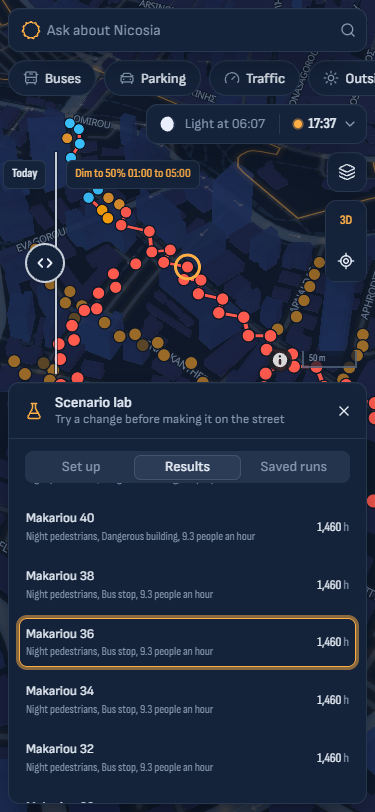 Ask about Nicosia
Buses
Parking
Traffic
Outsi
ΟΜΙROU
Light at 06:07
17:37
Today
Dim to 50% 01:00 to 05:00
EVAGOROU
3D
50 m
Scenario lab
Try a change before making it on the street
Set up
Results
Saved runs
Makariou 40
Night pedestrians, Dangerous building, 9.3 people an hour
1,460 h
Makariou 38
Night pedestrians, Bus stop, 9.3 people an hour
1,460 h
Makariou 36
Night pedestrians, Bus stop, 9.3 people an hour
1,460 h
Makariou 34
Night pedestrians, Bus stop, 9.3 people an hour
1,460 h
Makariou 32
Night pedestrians, Bus stop, 9.3 people an hour
1,460 h